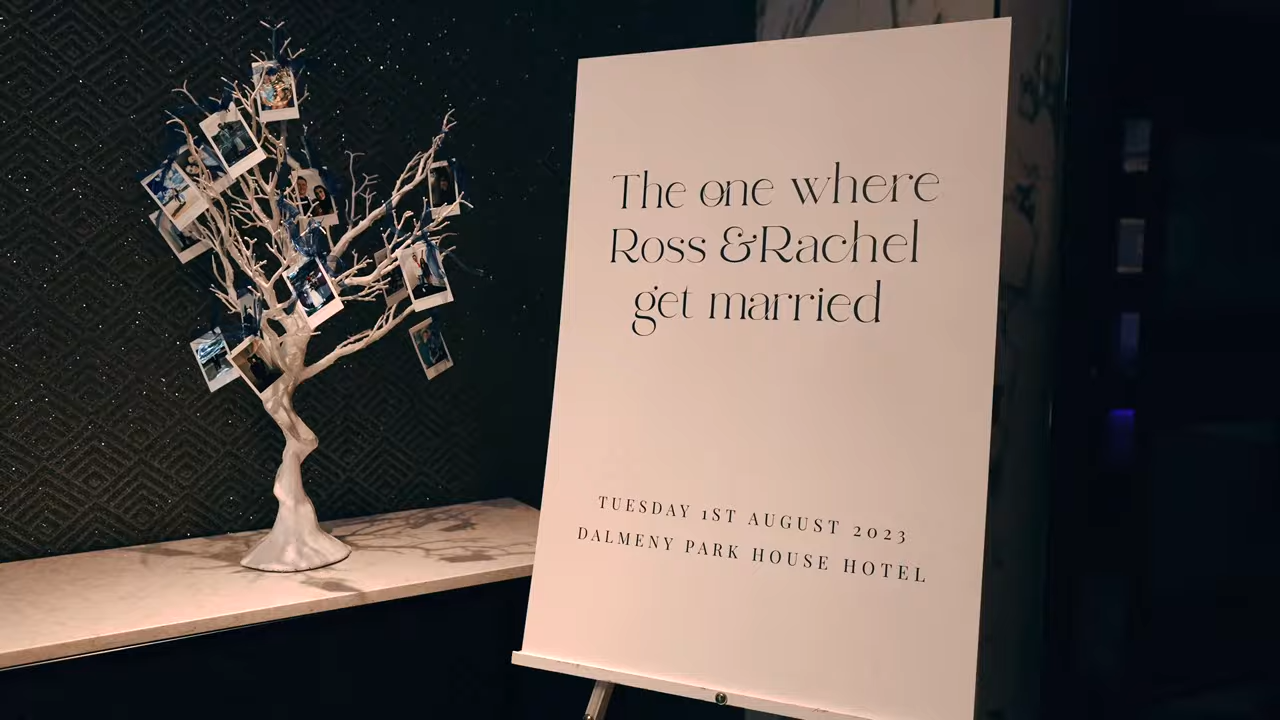 The one where
Ross &Rachel
get married
TUESDAY 1ST AUGUST 2023
DALMENY PARK HOUSE HOTEL